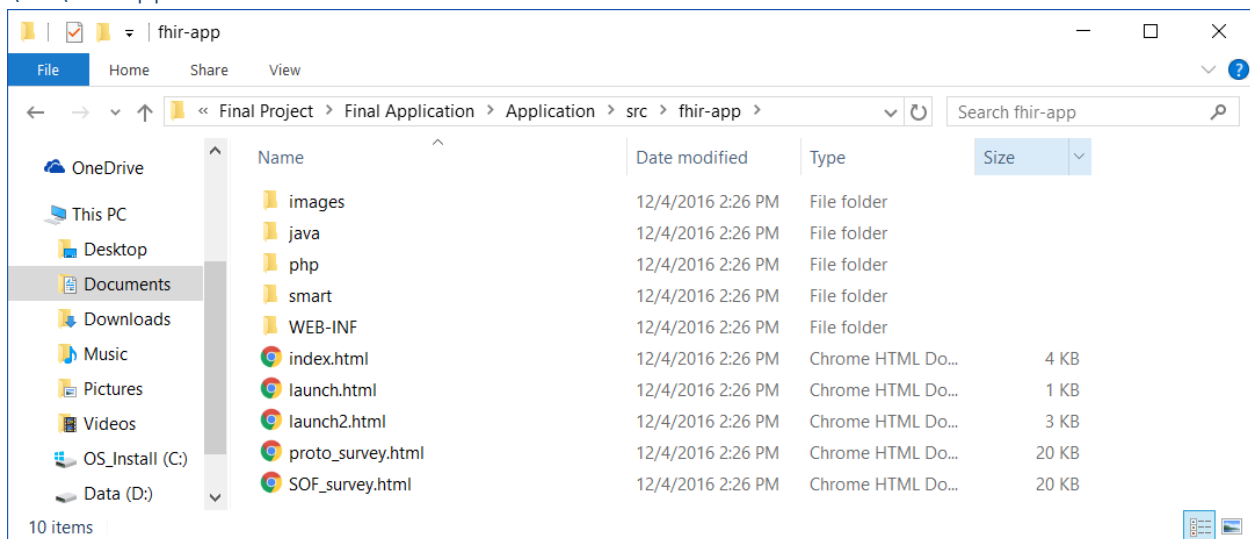 fhir-app
File Home Share View
« Final Project > Final Application > Application > src > fhir-app > Search fhir-app
Name Date modified Type Size
OneDrive
This PC
Desktop
Documents
Downloads
Music
Pictures
Videos
OS_Install (C:)
Data (D:)
images 12/4/2016 2:26 PM File folder
java 12/4/2016 2:26 PM File folder
php 12/4/2016 2:26 PM File folder
smart 12/4/2016 2:26 PM File folder
WEB-INF 12/4/2016 2:26 PM File folder
index.html 12/4/2016 2:26 PM Chrome HTML Do... 4 KB
launch.html 12/4/2016 2:26 PM Chrome HTML Do... 1 KB
launch2.html 12/4/2016 2:26 PM Chrome HTML Do... 3 KB
proto_survey.html 12/4/2016 2:26 PM Chrome HTML Do... 20 KB
SOF_survey.html 12/4/2016 2:26 PM Chrome HTML Do... 20 KB
10 items